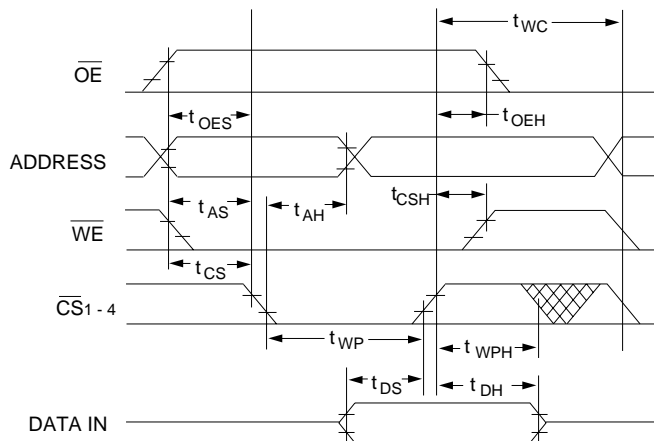 tWC
OE
tOES
tOEH
ADDRESS
tCSH
tAS
tAH
WE
tCS
CS1 - 4
tWP
tWPH
tDS
tDH
DATA IN